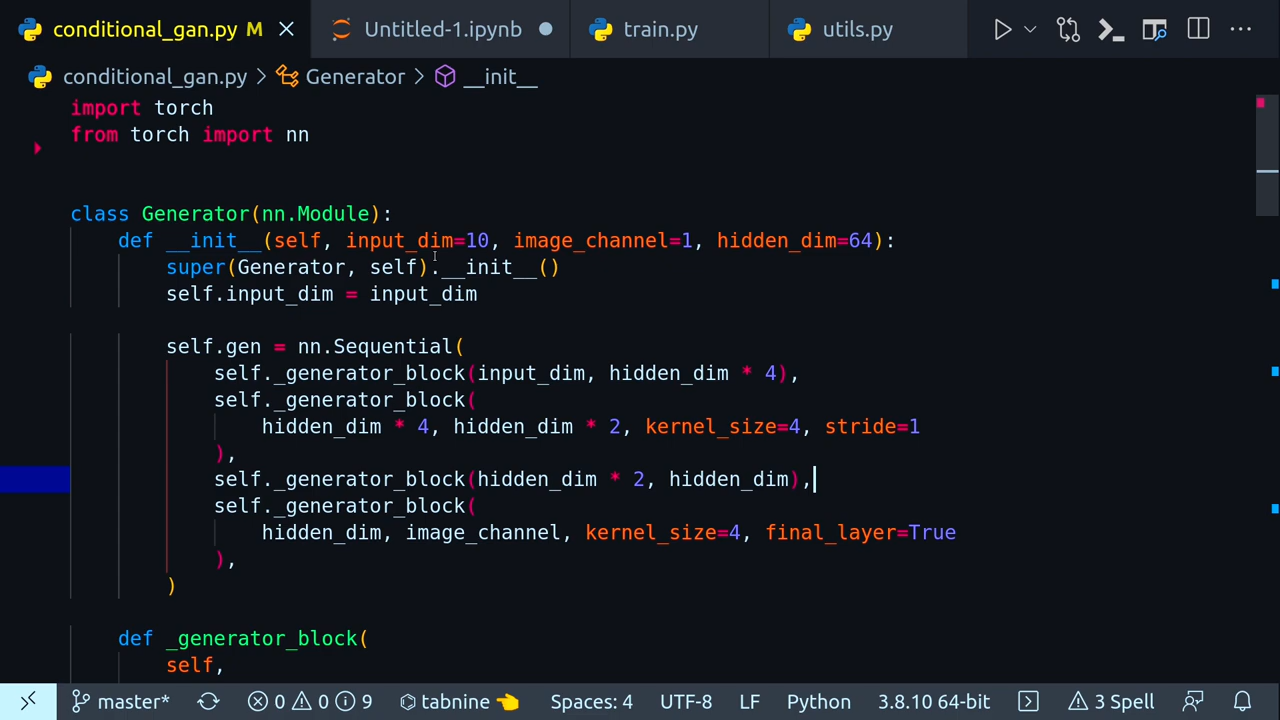 conditional_gan.py M
Untitled-1.ipynb
train.py
utils.py
conditional_gan.py > Generator > __init__
import torch
from torch import nn
class Generator(nn.Module):
def __init__(self, input_dim=10, image_channel=1, hidden_dim=64):
super(Generator, self).__init__()
self.input_dim = input_dim
self.gen = nn.Sequential(
self._generator_block(input_dim, hidden_dim * 4),
self._generator_block(
hidden_dim * 4, hidden_dim * 2, kernel_size=4, stride=1
),
self._generator_block(hidden_dim * 2, hidden_dim),
self._generator_block(
hidden_dim, image_channel, kernel_size=4, final_layer=True
),
)
def _generator_block(
self,
master* 0 0 9 tabnine Spaces: 4 UTF-8 LF Python 3.8.10 64-bit 3 Spell